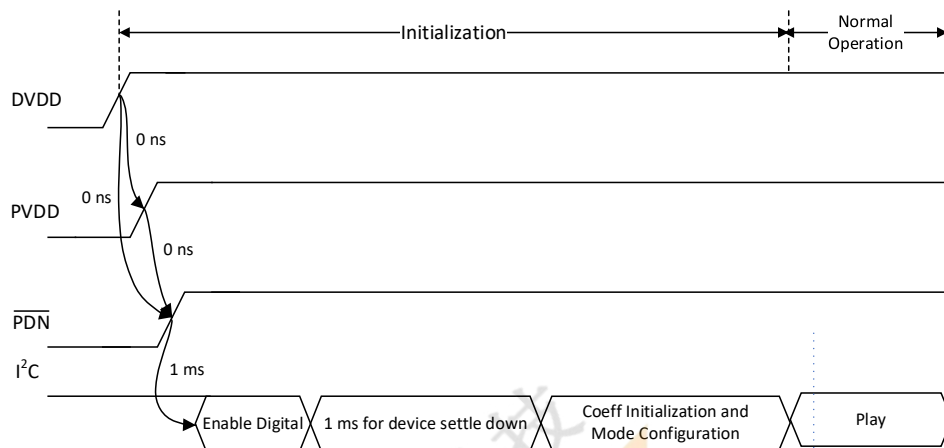 Initialization
Normal
Operation
DVDD
0 ns
0 ns
PVDD
0 ns
PDN
I²C
1 ms
Enable Digital
1 ms for device settle down
Coeff Initialization and
Mode Configuration
Play
技